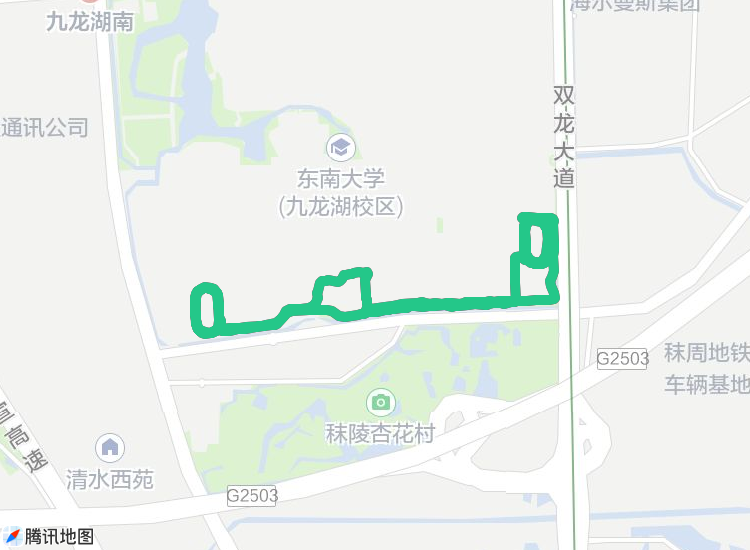 海尔曼斯集团
九龙湖南
双龙大道
通讯公司
东南大学
(九龙湖校区)
G2503
秣周地铁
车辆基地
秣陵杏花村
高速
清水西苑
G2503
腾讯地图